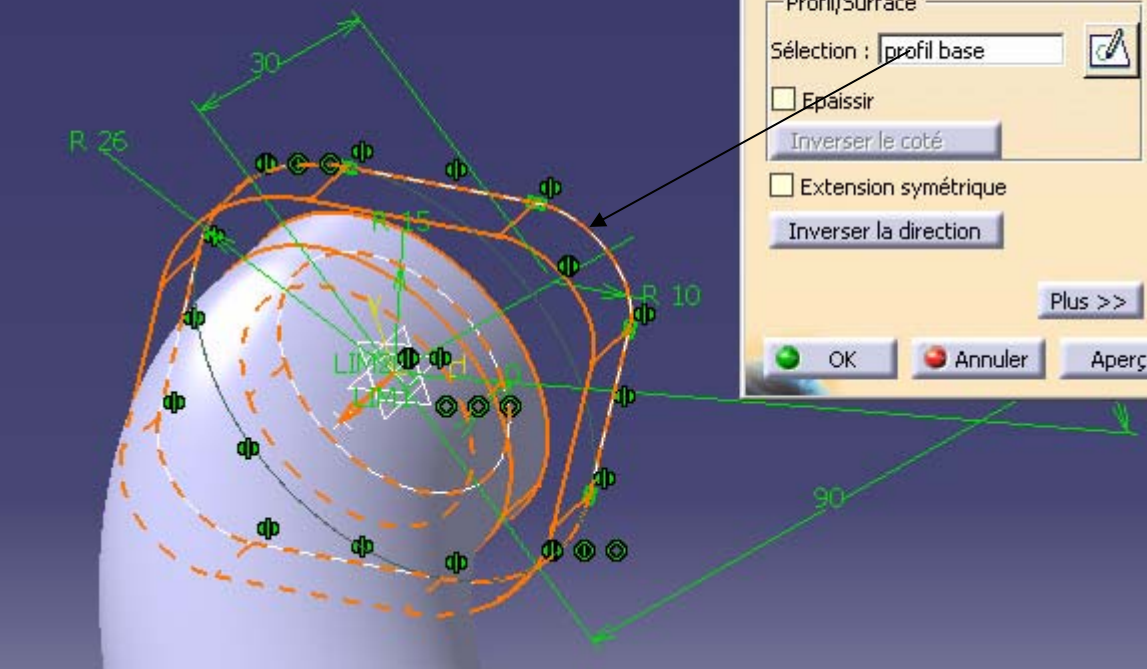 Profil/Surface
Sélection : profil base
Epaissir
Inverser le coté
Extension symétrique
Inverser la direction
Plus >>
OK
Annuler
Aperç
30
R 26
R 15
R 10
H
90